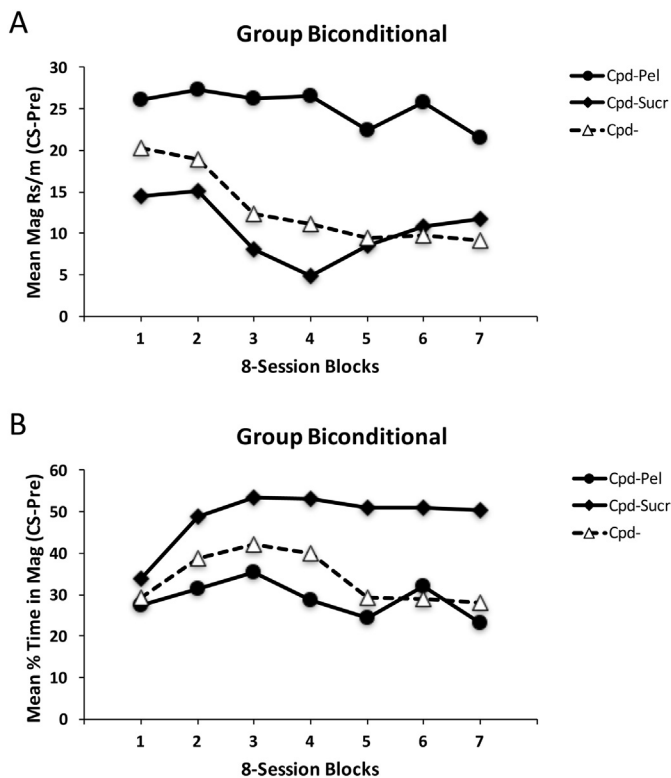 A
Group Biconditional
30
25
20
15
10
5
0
Mean Mag Rs/m (CS-Pre)
1 2 3 4 5 6 7
8-Session Blocks
Cpd-Pel
Cpd-Sucr
Cpd-
B
Group Biconditional
60
50
40
30
20
10
0
Mean % Time in Mag (CS-Pre)
1 2 3 4 5 6 7
8-Session Blocks
Cpd-Pel
Cpd-Sucr
Cpd-